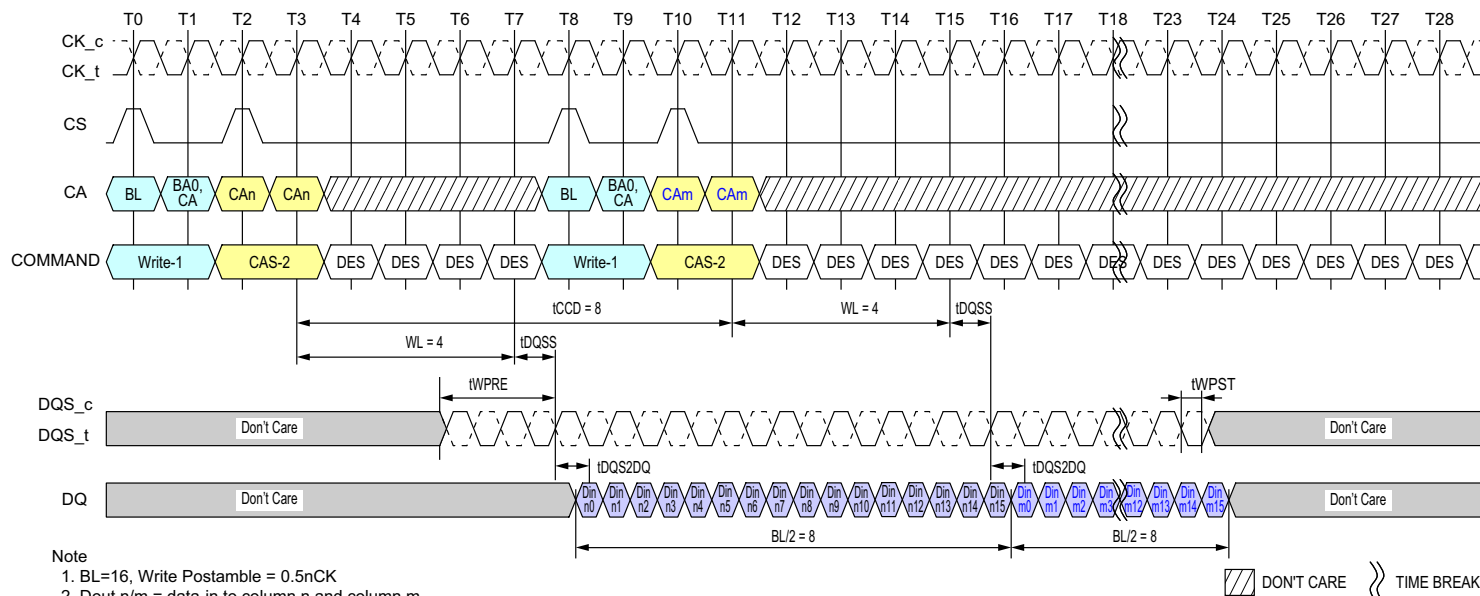 T0 T1 T2 T3 T4 T5 T6 T7 T8 T9 T10 T11 T12 T13 T14 T15 T16 T17 T18 T23 T24 T25 T26 T27 T28
CK_c
CK_t
CS
CA
BL
BA0,
CA
CAn
CAn
BL
BA0,
CA
CAm
CAm
COMMAND
Write-1
CAS-2
DES DES DES DES
Write-1
CAS-2
DES DES DES DES DES DES DES DES DES DES DES DES DES
tCCD = 8
WL = 4
tDQSS
WL = 4
tDQSS
tWPRE
tWPST
DQS_c
DQS_t
Don't Care
Don't Care
tDQS2DQ
tDQS2DQ
DQ
Don't Care
Din Din Din Din Din Din Din Din Din Din Din Din Din Din Din Din Din Din Din Din Din Din Din Din
n0 n1 n2 n3 n4 n5 n6 n7 n8 n9 n10 n11 n12 n13 n14 n15 m0 m1 m2 m3 m12 m13 m14 m15
Don't Care
BL/2 = 8
BL/2 = 8
Note
1. BL=16, Write Postamble = 0.5nCK
2. Dout n/m = data-in to column n and column m
DON'T CARE
TIME BREAK